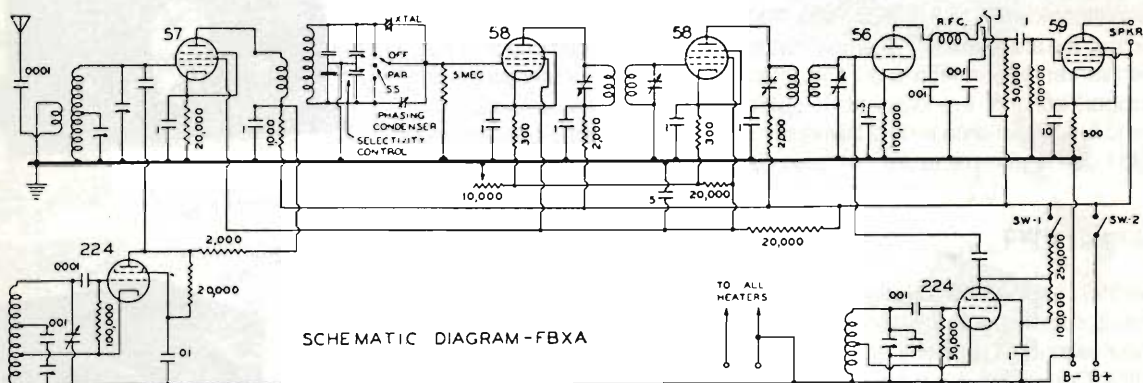 57
58
58
56
59
XTAL
OFF
PAR.
SS
PHASING
CONDENSER
SELECTIVITY
CONTROL
R.F.C.
J
SPKR
.0001
1
20,000
1
1000
5 MEG
1
300
1
2,000
1
300
1
2,000
.5
100,000
.001
.001
50,000
1
100,000
10
500
10,000
5
20,000
20,000
SW-1
SW-2
224
2,000
20,000
.0001
100,000
.001
.01
SCHEMATIC DIAGRAM-FBXA
TO ALL
HEATERS
224
.001
50,000
1
250,000
100,000
B-
B+